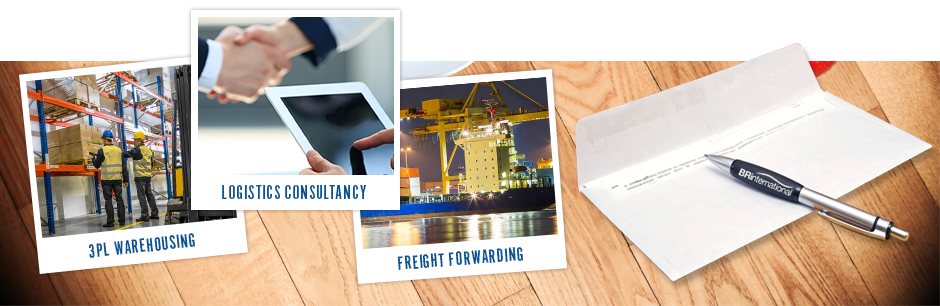 LOGISTICS CONSULTANCY
3PL WAREHOUSING
FREIGHT FORWARDING
BRinternational